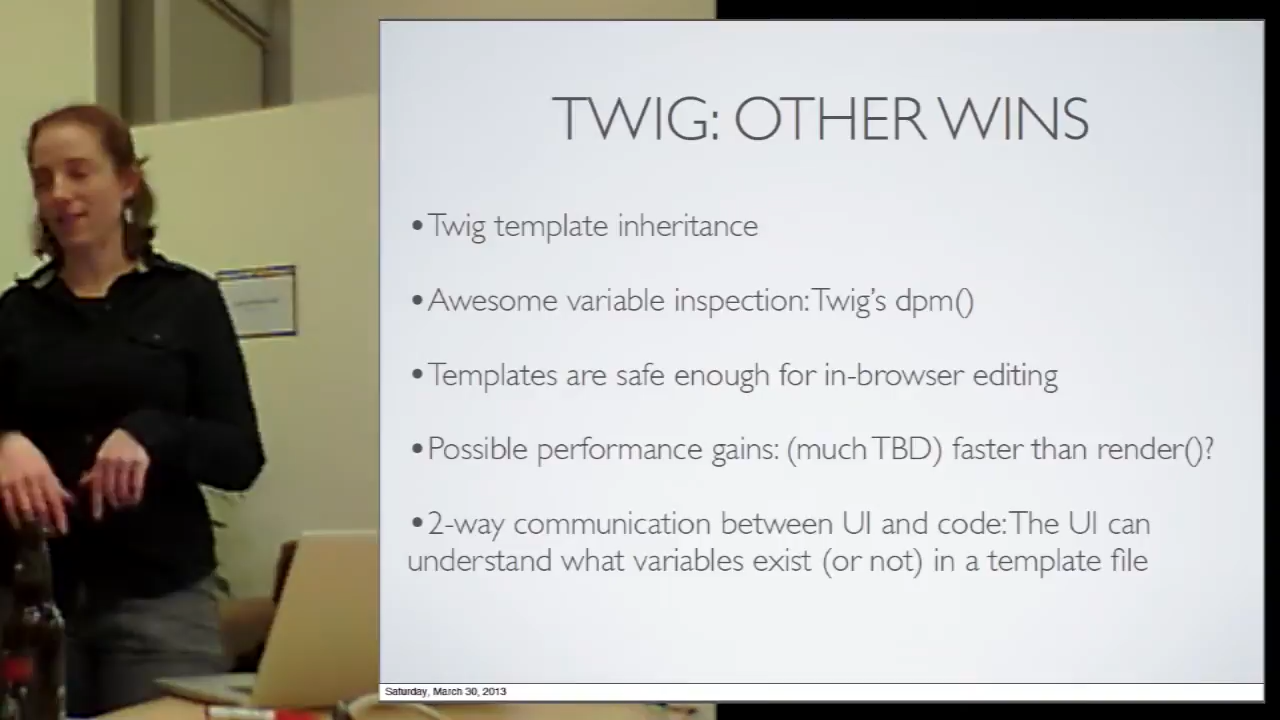 TWIG: OTHER WINS
•Twig template inheritance
•Awesome variable inspection: Twig’s dpm()
•Templates are safe enough for in-browser editing
•Possible performance gains: (much TBD) faster than render()?
•2-way communication between UI and code: The UI can
understand what variables exist (or not) in a template file
Saturday, March 30, 2013